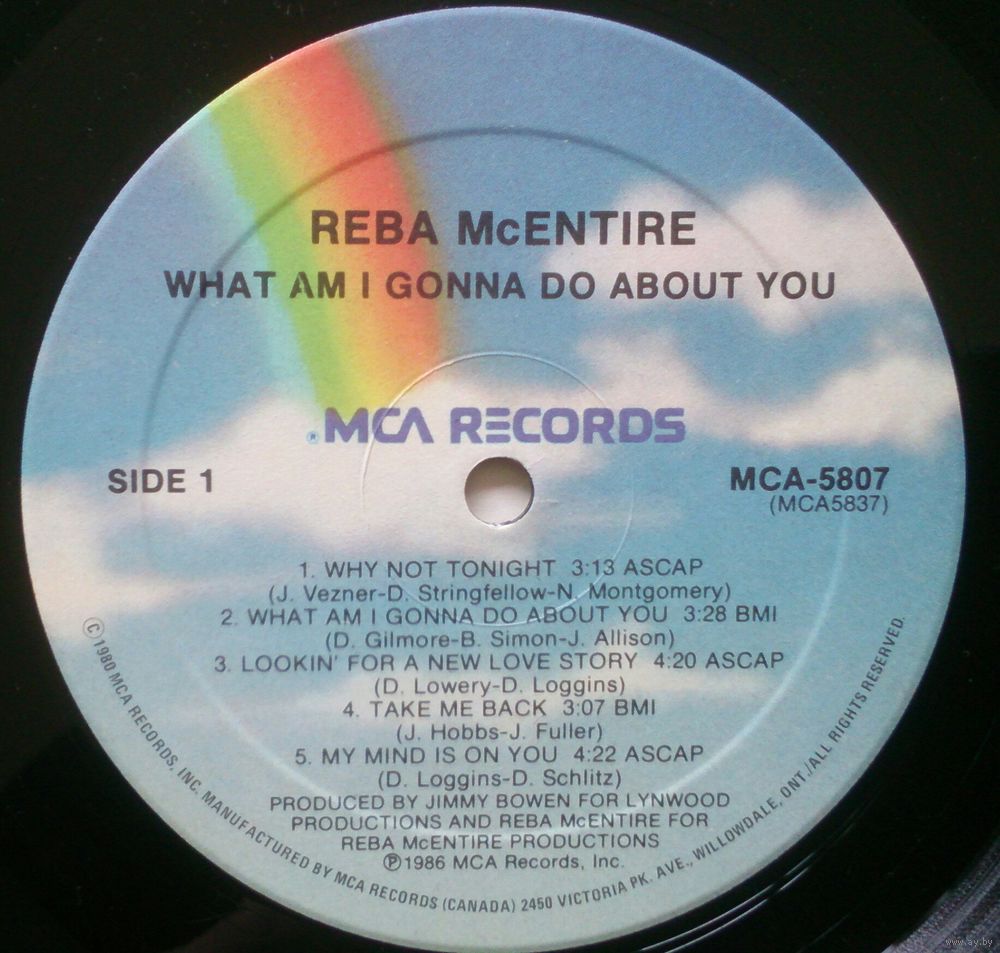 REBA McENTIRE
WHAT AM I GONNA DO ABOUT YOU
® MCA RECORDS
SIDE 1
MCA-5807
(MCA5837)
1. WHY NOT TONIGHT 3:13 ASCAP
(J. Vezner-D. Stringfellow-N. Montgomery)
2. WHAT AM I GONNA DO ABOUT YOU 3:28 BMI
(D. Gilmore-B. Simon-J. Allison)
3. LOOKIN' FOR A NEW LOVE STORY 4:20 ASCAP
(D. Lowery-D. Loggins)
4. TAKE ME BACK 3:07 BMI
(J. Hobbs-J. Fuller)
5. MY MIND IS ON YOU 4:22 ASCAP
(D. Loggins-D. Schlitz)
PRODUCED BY JIMMY BOWEN FOR LYNWOOD
PRODUCTIONS AND REBA McENTIRE FOR
REBA McENTIRE PRODUCTIONS
℗1986 MCA Records, Inc.
©1980 MCA RECORDS, INC. MANUFACTURED BY MCA RECORDS (CANADA) 2450 VICTORIA PK. AVE., WILLOWDALE, ONT./ALL RIGHTS RESERVED.
www.ay.by